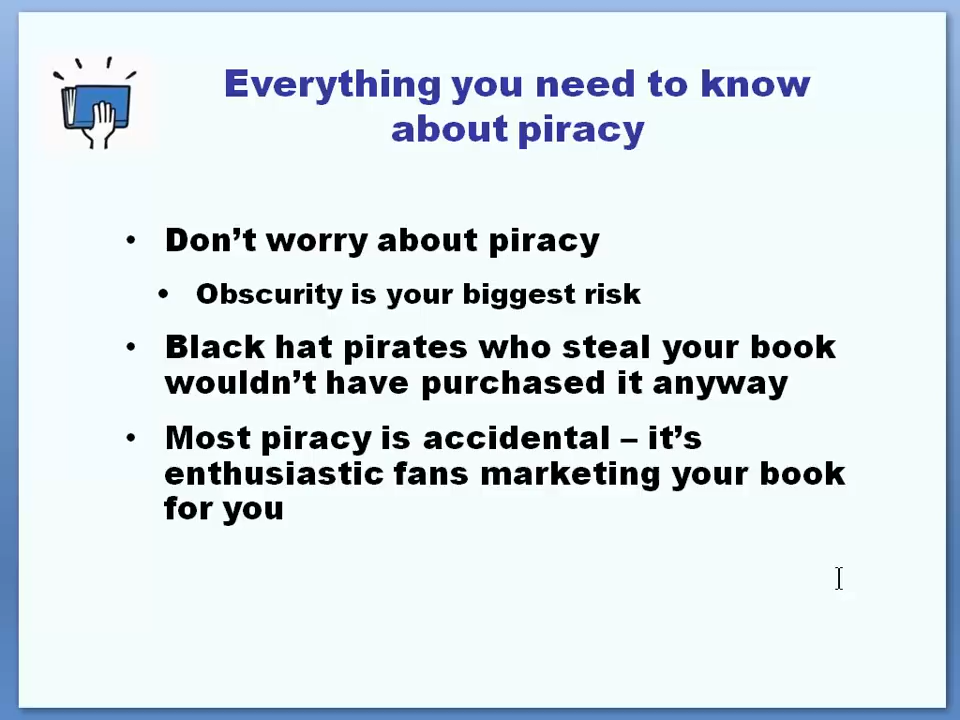 Everything you need to know
about piracy
• Don’t worry about piracy
• Obscurity is your biggest risk
• Black hat pirates who steal your book
wouldn’t have purchased it anyway
• Most piracy is accidental – it’s
enthusiastic fans marketing your book
for you